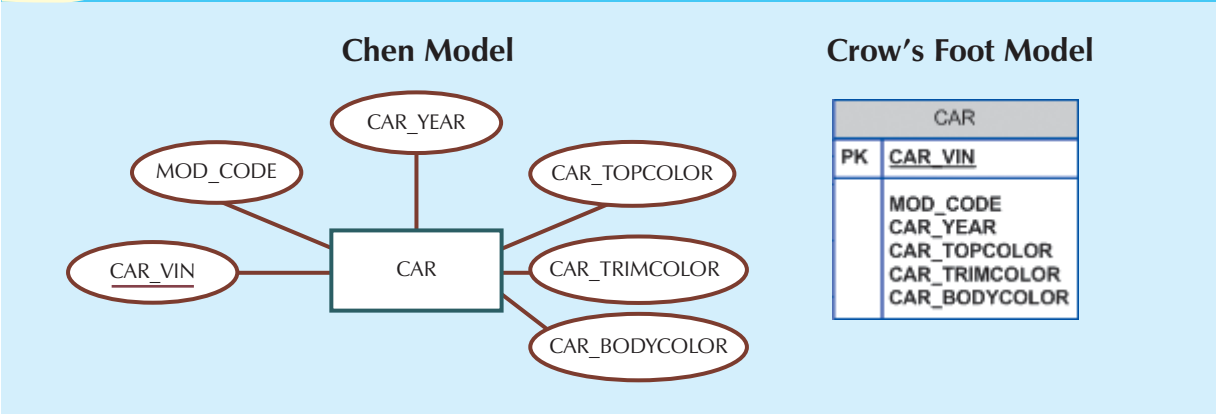 Chen Model
CAR_YEAR
MOD_CODE
CAR_TOPCOLOR
CAR_VIN
CAR
CAR_TRIMCOLOR
CAR_BODYCOLOR
Crow's Foot Model
CAR
PK CAR_VIN
MOD_CODE
CAR_YEAR
CAR_TOPCOLOR
CAR_TRIMCOLOR
CAR_BODYCOLOR